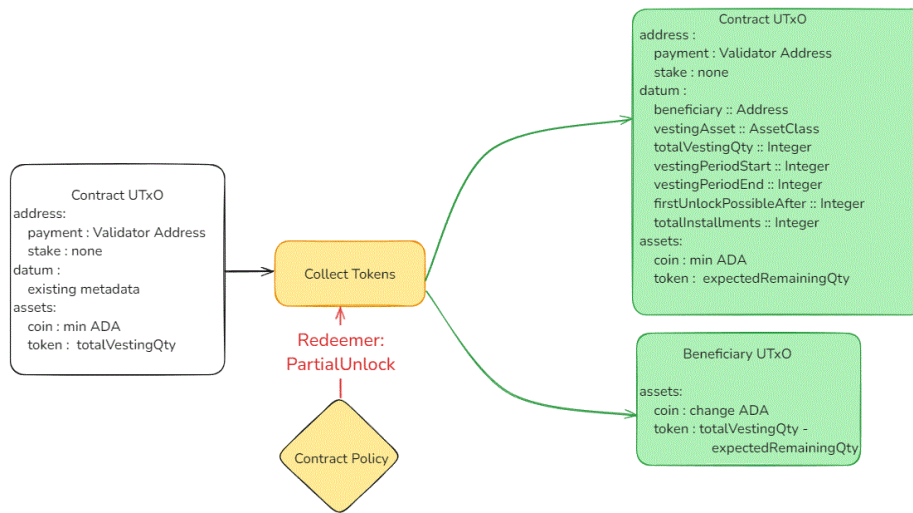 Contract UTxO
address:
payment : Validator Address
stake : none
datum :
existing metadata
assets:
coin : min ADA
token :  totalVestingQty
Collect Tokens
Redeemer:
PartialUnlock
Contract Policy
Contract UTxO
address :
payment : Validator Address
stake : none
datum :
beneficiary :: Address
vestingAsset :: AssetClass
totalVestingQty :: Integer
vestingPeriodStart :: Integer
vestingPeriodEnd :: Integer
firstUnlockPossibleAfter :: Integer
totalInstallments :: Integer
assets:
coin : min ADA
token :  expectedRemainingQty
Beneficiary UTxO
assets:
coin : change ADA
token : totalVestingQty -
expectedRemainingQty